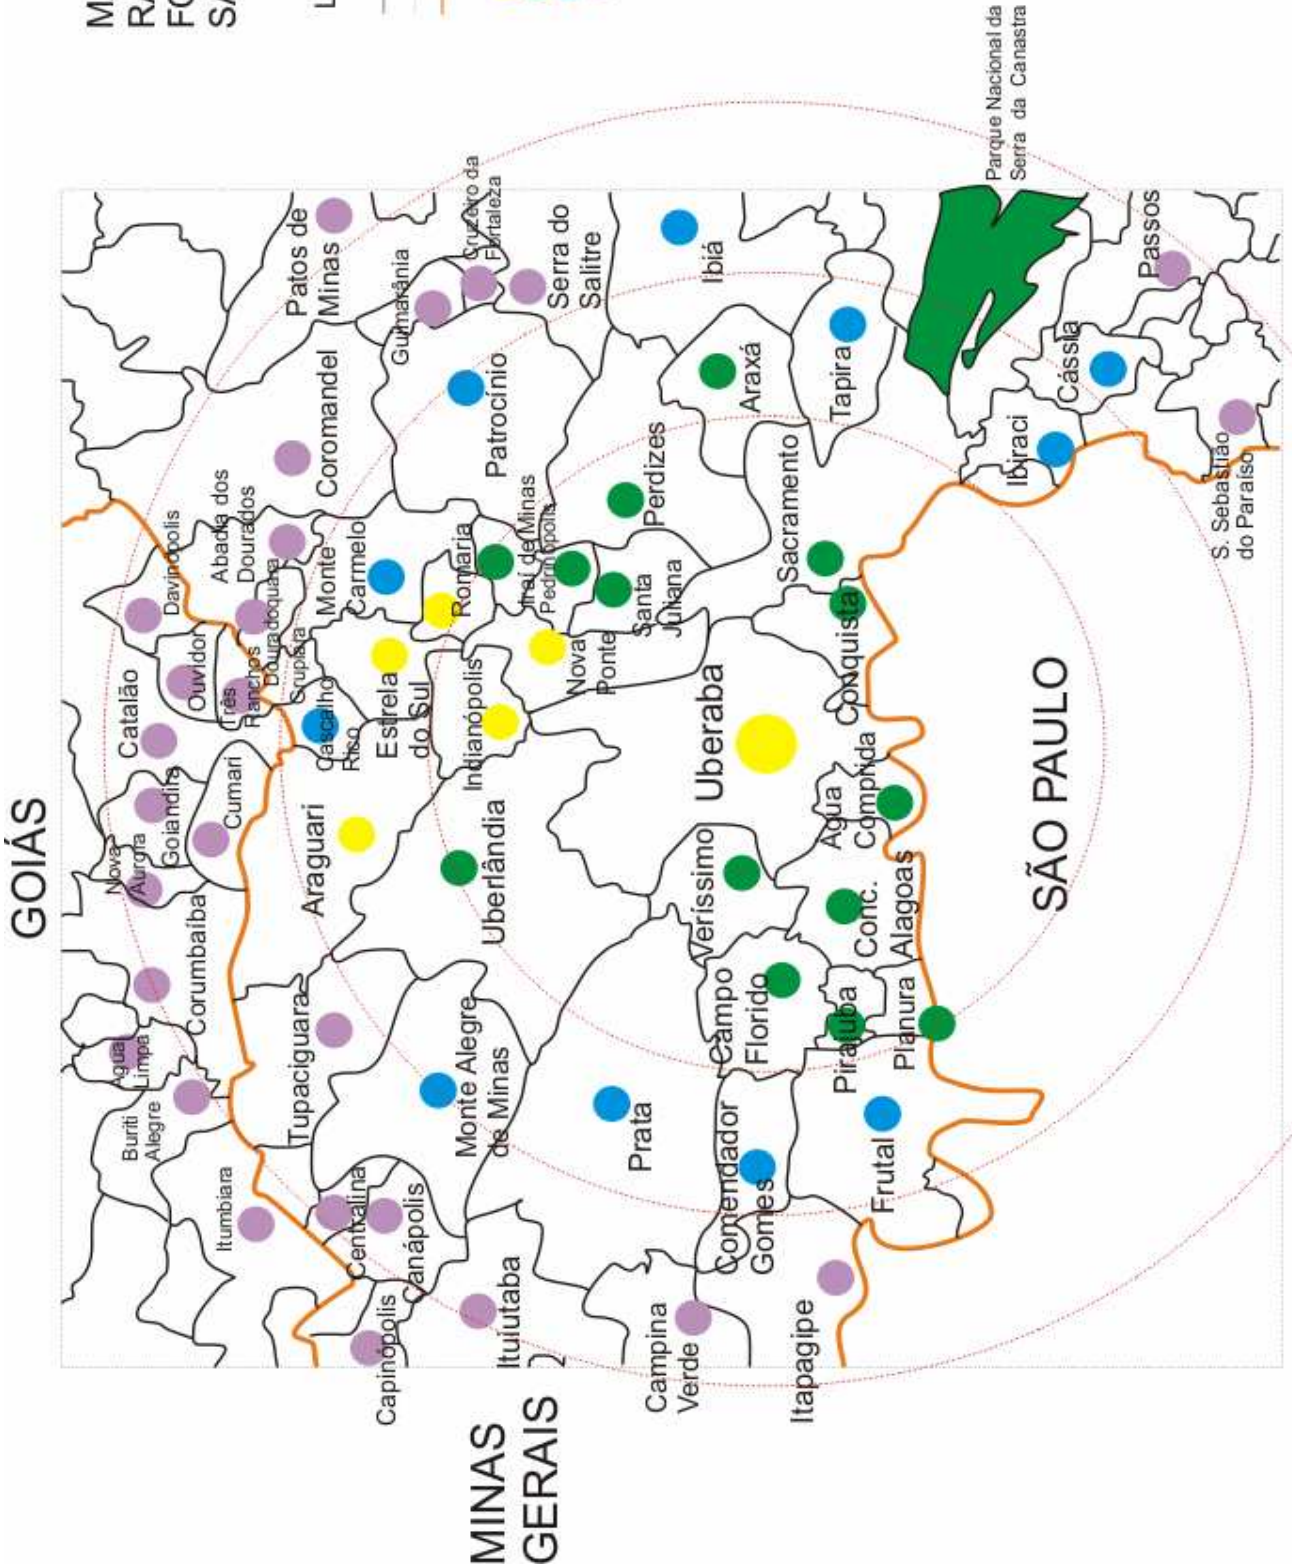 GOIÁS
M
RA
FO
SA
L
Nova
Aurora
Água
Limpa
Buriti
Alegre
Catalão
Goiandira
Davinópolis
Corumbaíba
Ouvidor
Cumari
Itumbiara
Três
Ranchos
Abadia dos
Dourados
Douradoquara
Grupiara
Tupaciguara
Araguari
Patos de
Minas
Coromandel
Monte
Carmelo
Cascalho
Rico
Centralina
Capinópolis
Canápolis
Estrela
do Sul
Guimarânia
Romaria
Indianópolis
Cruzeiro da
Fortaleza
Monte Alegre
de Minas
Uberlândia
Patrocínio
MINAS
GERAIS
Ituiutaba
Iraí de Minas
Pedrinópolis
Serra do
Salitre
Nova
Ponte
Prata
Santa
Juliana
Perdizes
Campina
Verde
Uberaba
Veríssimo
Ibiá
Campo
Florido
Comendador
Gomes
Araxá
Sacramento
Itapagipe
Água
Comprida
Conquista
Tapira
Pirajuba
Conc.
Alagoas
Planura
Frutal
Parque Nacional da
Serra da Canastra
Ibiraci
SÃO PAULO
Cássia
Passos
S. Sebastião
do Paraíso